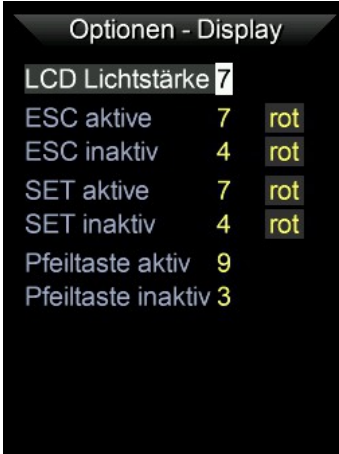 Optionen - Display
LCD Lichtstärke 7
ESC aktive 7 rot
ESC inaktiv 4 rot
SET aktive 7 rot
SET inaktiv 4 rot
Pfeiltaste aktiv 9
Pfeiltaste inaktiv 3